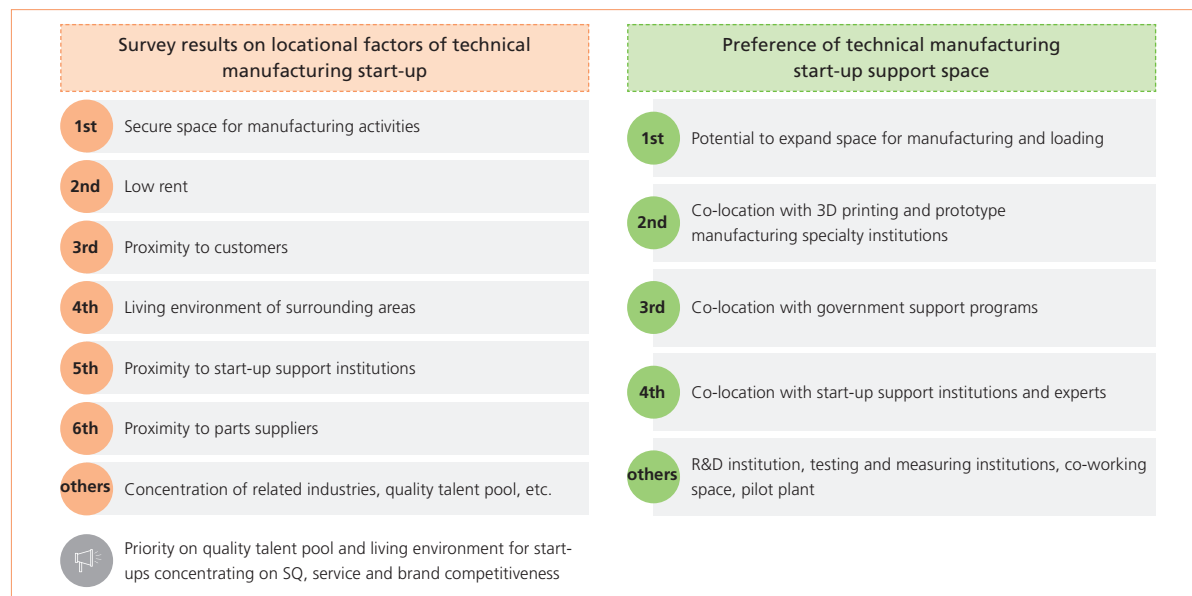 Survey results on locational factors of technical
manufacturing start-up
1st
Secure space for manufacturing activities
2nd
Low rent
3rd
Proximity to customers
4th
Living environment of surrounding areas
5th
Proximity to start-up support institutions
6th
Proximity to parts suppliers
others
Concentration of related industries, quality talent pool, etc.
Priority on quality talent pool and living environment for start-
ups concentrating on SQ, service and brand competitiveness
Preference of technical manufacturing
start-up support space
1st
Potential to expand space for manufacturing and loading
2nd
Co-location with 3D printing and prototype
manufacturing specialty institutions
3rd
Co-location with government support programs
4th
Co-location with start-up support institutions and experts
others
R&D institution, testing and measuring institutions, co-working
space, pilot plant